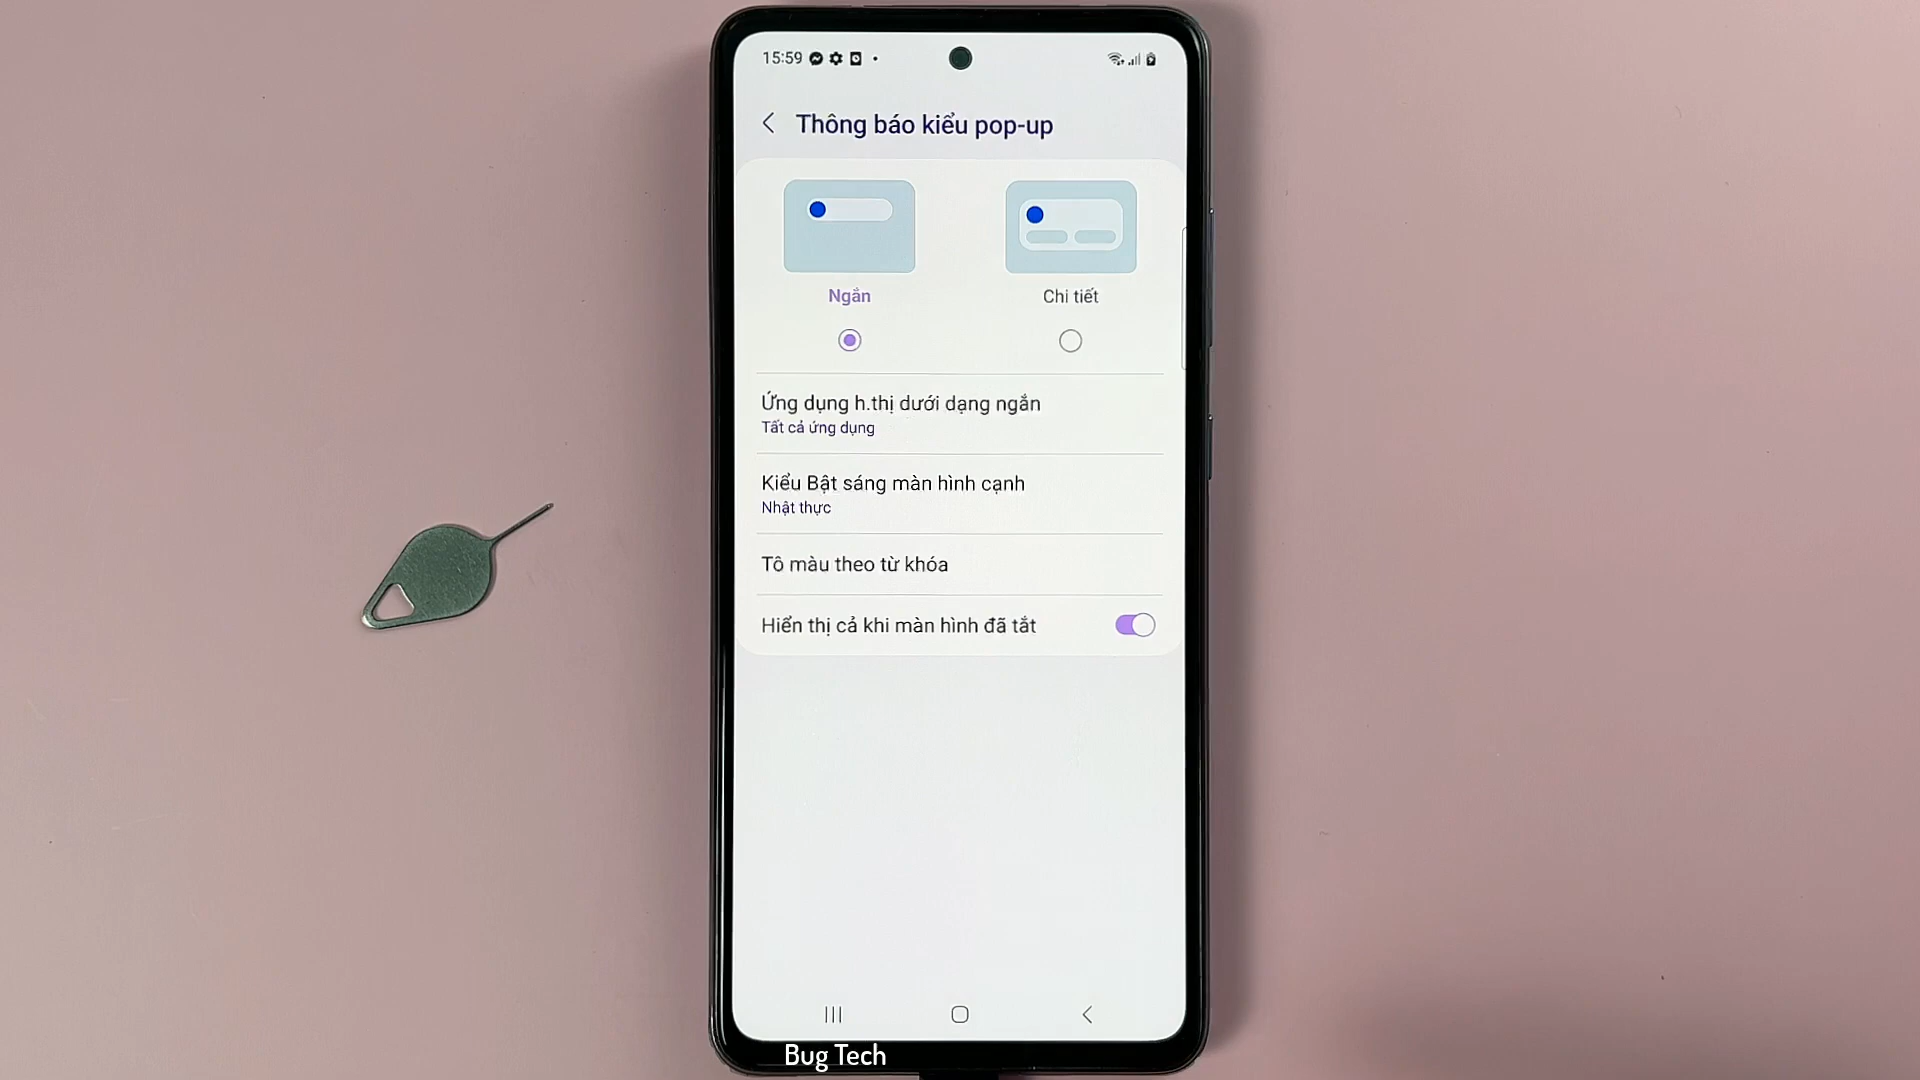 15:59
Thông báo kiểu pop-up
Ngắn
Chi tiết
Ứng dụng h.thị dưới dạng ngắn
Tất cả ứng dụng
Kiểu Bật sáng màn hình cạnh
Nhật thực
Tô màu theo từ khóa
Hiển thị cả khi màn hình đã tắt
Bug Tech